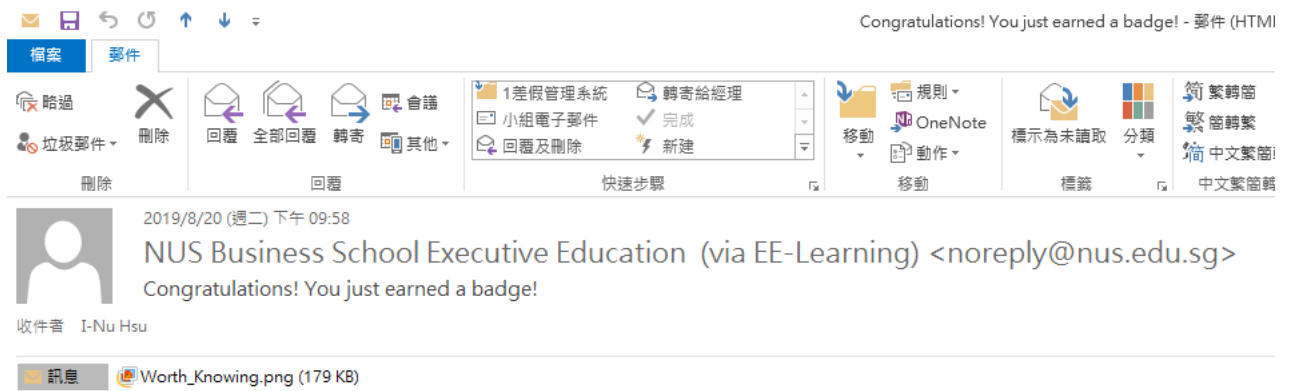 Congratulations! You just earned a badge! - 郵件 (HTMl
檔案 郵件
略過
垃圾郵件
刪除
回覆 全部回覆 轉寄
會議
其他
1差假管理系統 轉寄給經理
小組電子郵件 完成
回覆及刪除 新建
移動
規則
OneNote
動作
標示為未讀取 分類
繁 繁轉簡
繁 簡轉繁
簡 中文繁簡
刪除 回覆 快速步驟 移動 標籤 中文繁簡轉
2019/8/20 (週二) 下午 09:58
NUS Business School Executive Education (via EE-Learning) <noreply@nus.edu.sg>
Congratulations! You just earned a badge!
收件者 I-Nu Hsu
訊息 Worth_Knowing.png (179 KB)